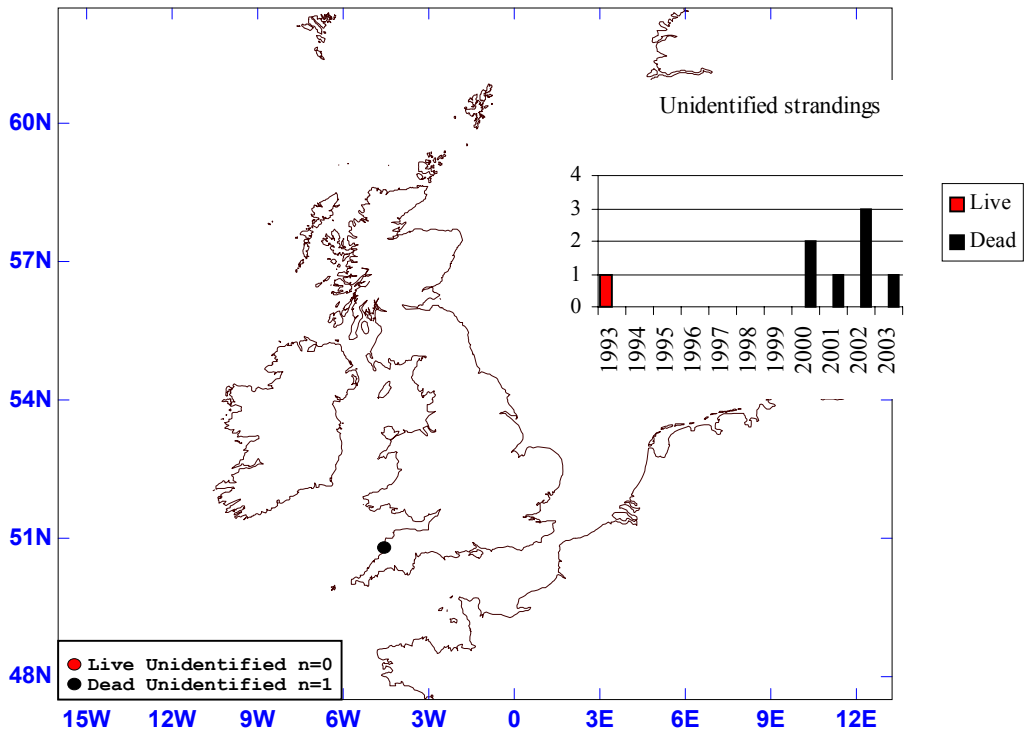 60N
57N
54N
51N
48N
15W 12W 9W 6W 3W 0 3E 6E 9E 12E
Unidentified strandings
4
3
2
1
0
1993 1994 1995 1996 1997 1998 1999 2000 2001 2002 2003
Live
Dead
Live Unidentified n=0
Dead Unidentified n=1